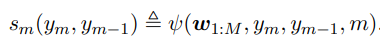 s_m(y_m, y_{m−1}) ≜ ψ(w_{1:M}, y_m, y_{m−1}, m).